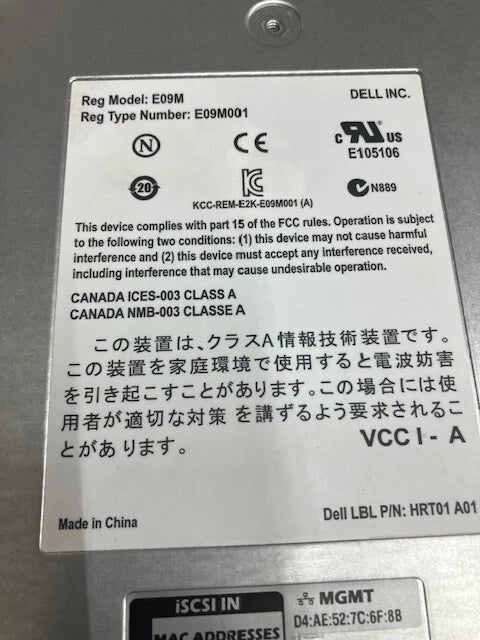 Reg Model: E09M
DELL INC.
Reg Type Number: E09M001
N
CE
c RU US
E105106
20
KC
N889
KCC-REM-E2K-E09M001 (A)
This device complies with part 15 of the FCC rules. Operation is subject
to the following two conditions: (1) this device may not cause harmful
interference and (2) this device must accept any interference received,
including interference that may cause undesirable operation.
CANADA ICES-003 CLASS A
CANADA NMB-003 CLASSE A
この装置は、クラスA情報技術装置です。
この装置を家庭環境で使用すると電波妨害
を引き起こすことがあります。この場合には使
用者が適切な対策 を講ずるよう要求されるこ
とがあ ります。
VCC I - A
Made in China
Dell LBL P/N: HRT01 A01
iSCSI IN
MGMT
MAC ADDRESSES
D4:AE:52:7C:6F:8B